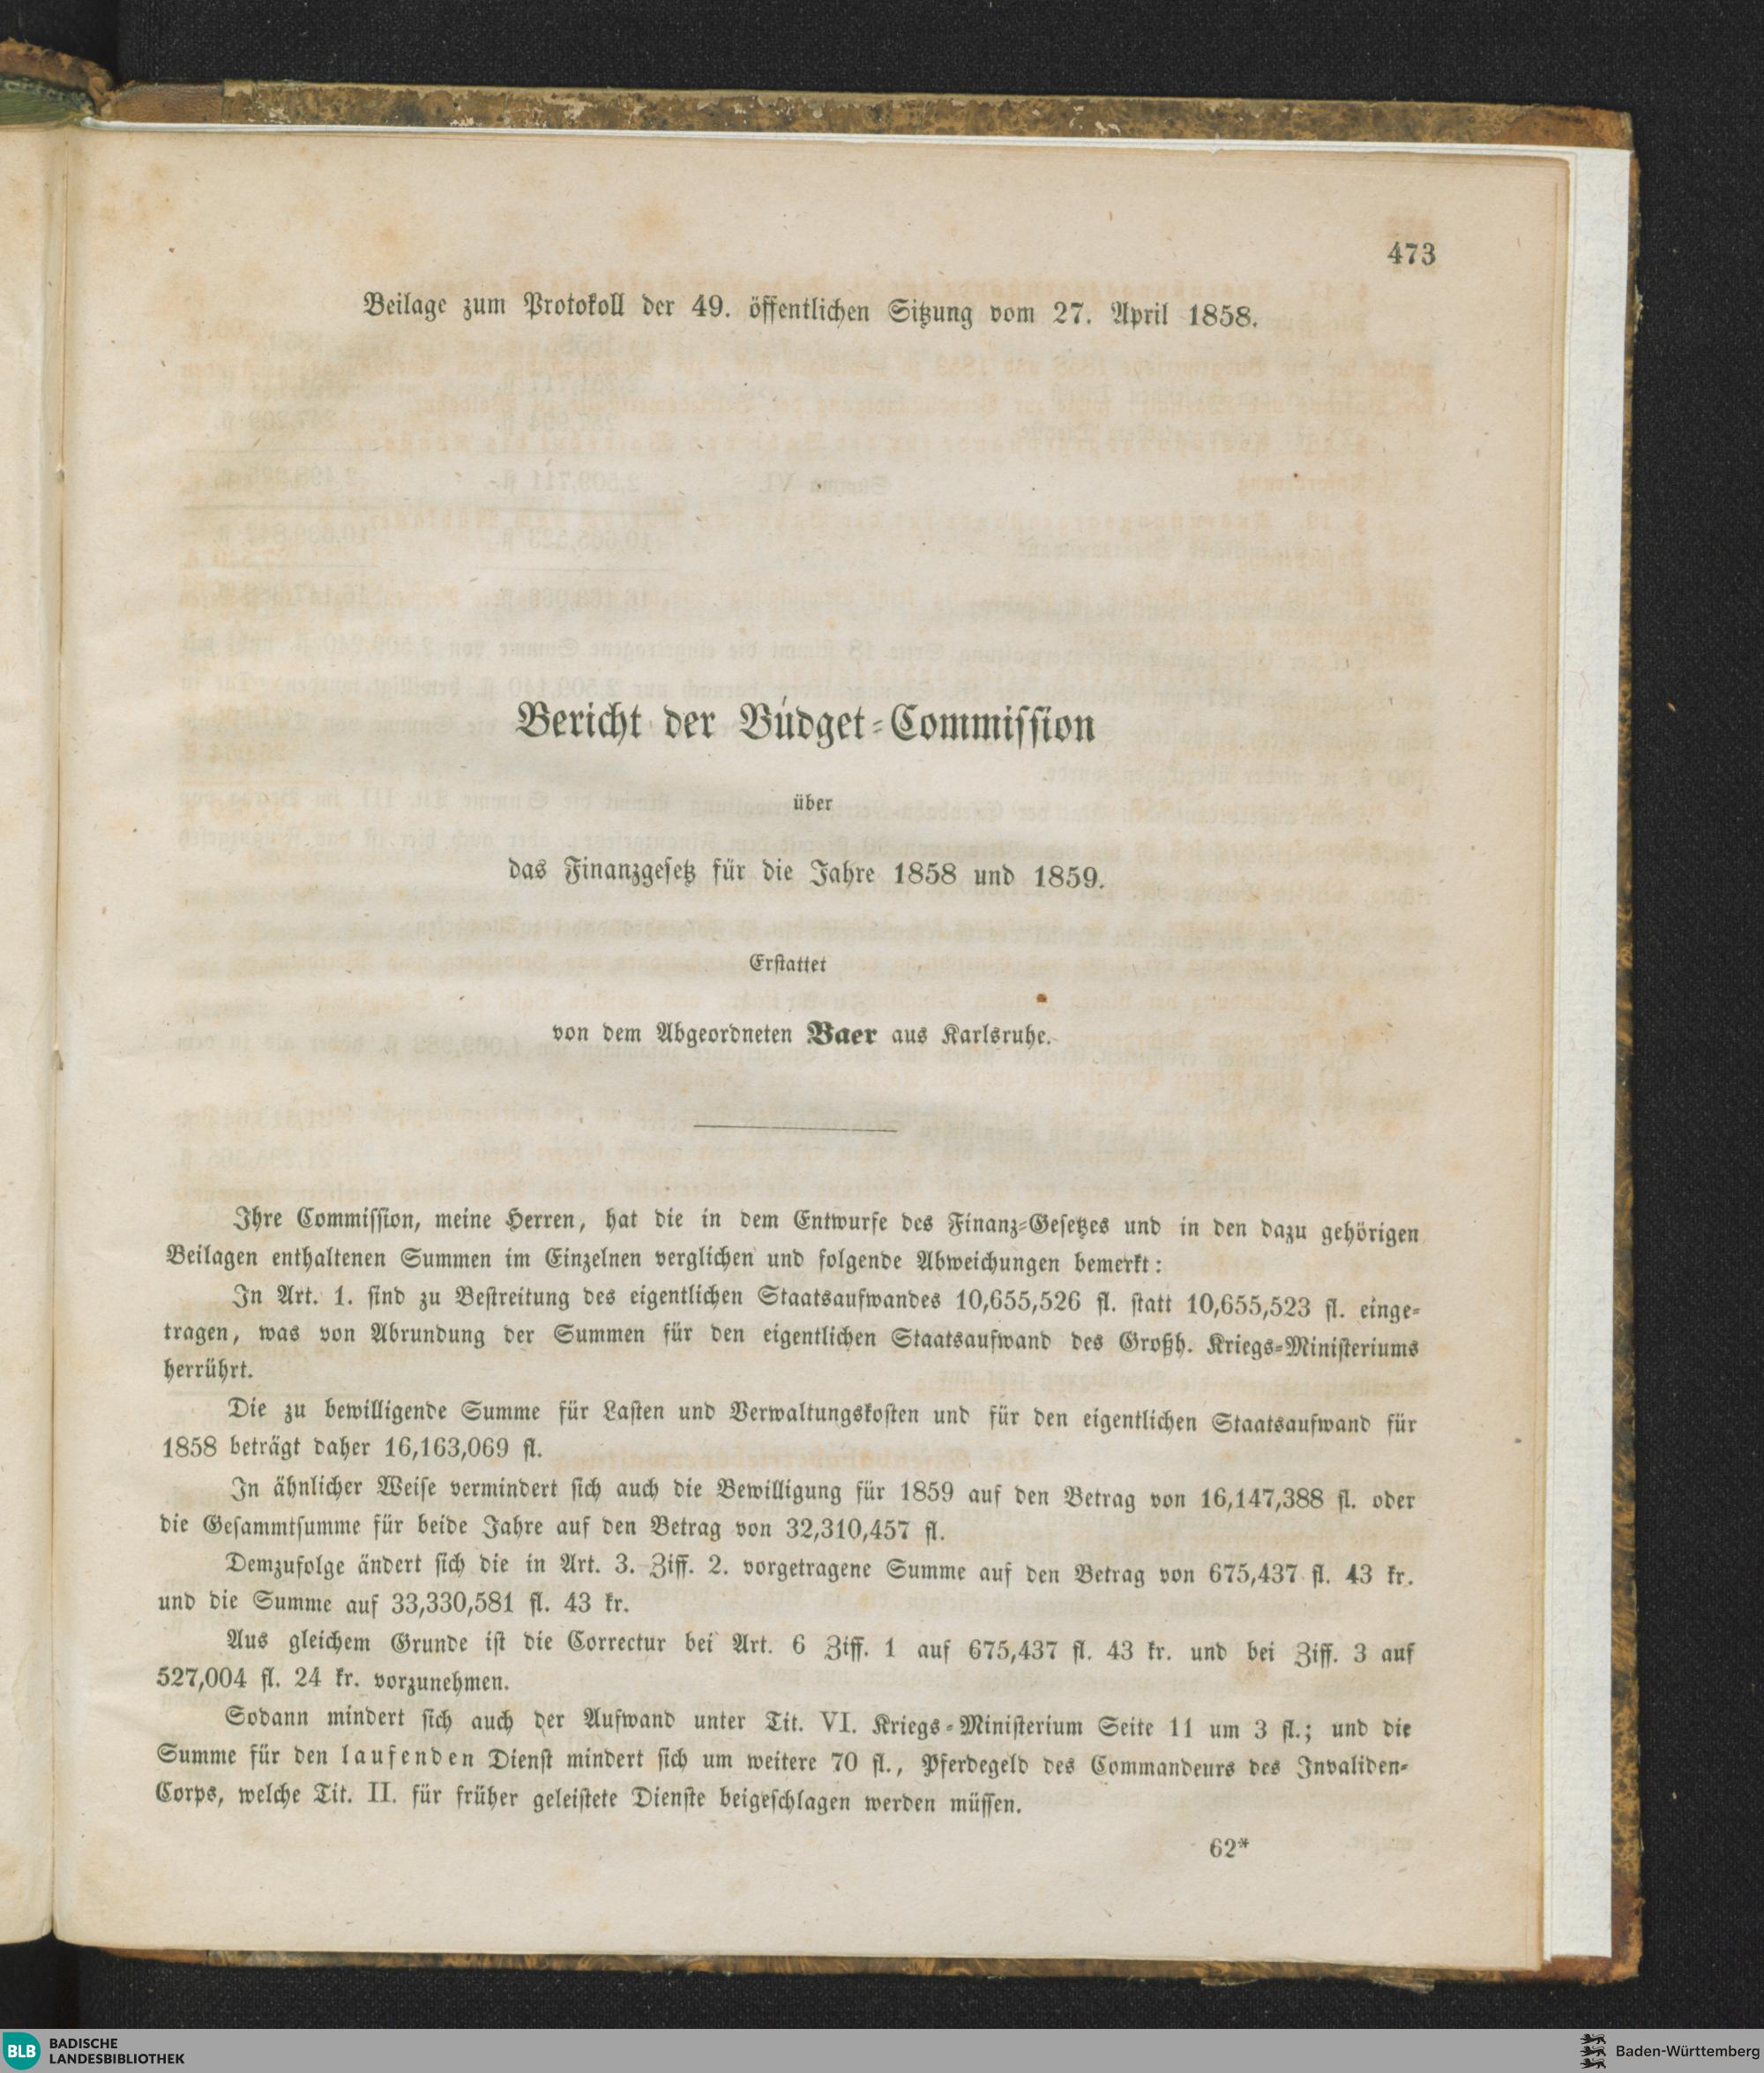 473
Beilage zum Protokoll der 49. öffentlichen Sitzung vom 27. April 1858.
Bericht der Budget-Commission
über
das Finanzgesetz für die Jahre 1858 und 1859.
Erstattet
von dem Abgeordneten Baer aus Karlsruhe.
Ihre Commission, meine Herren, hat die in dem Entwurfe des Finanz-Gesetzes und in den dazu gehörigen
Beilagen enthaltenen Summen im Einzelnen verglichen und folgende Abweichungen bemerkt:
In Art. 1. sind zu Bestreitung des eigentlichen Staatsaufwandes 10,655,526 fl. statt 10,655,523 fl. einge-
tragen, was von Abrundung der Summen für den eigentlichen Staatsaufwand des Großh. Kriegs-Ministeriums
herrührt.
Die zu bewilligende Summe für Lasten und Verwaltungskosten und für den eigentlichen Staatsaufwand für
1858 beträgt daher 16,163,069 fl.
In ähnlicher Weise vermindert sich auch die Bewilligung für 1859 auf den Betrag von 16,147,388 fl. oder
die Gesammtsumme für beide Jahre auf den Betrag von 32,310,457 fl.
Demzufolge ändert sich die in Art. 3. Ziff. 2. vorgetragene Summe auf den Betrag von 675,437 fl. 43 kr.
und die Summe auf 33,330,581 fl. 43 kr.
Aus gleichem Grunde ist die Correctur bei Art. 6 Ziff. 1 auf 675,437 fl. 43 kr. und bei Ziff. 3 auf
527,004 fl. 24 kr. vorzunehmen.
Sodann mindert sich auch der Aufwand unter Tit. VI. Kriegs-Ministerium Seite 11 um 3 fl.; und die
Summe für den laufenden Dienst mindert sich um weitere 70 fl., Pferdegeld des Commandeurs des Invaliden-
Corps, welche Tit. II. für früher geleistete Dienste beigeschlagen werden müssen.
62*
BLB BADISCHE
LANDESBIBLIOTHEK
Baden-Württemberg